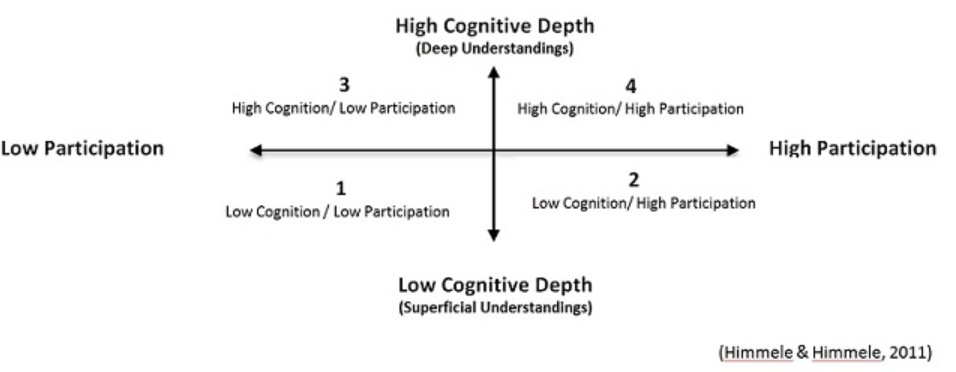 High Cognitive Depth
(Deep Understandings)
3
High Cognition/ Low Participation
4
High Cognition/ High Participation
Low Participation
High Participation
1
Low Cognition / Low Participation
2
Low Cognition/ High Participation
Low Cognitive Depth
(Superficial Understandings)
(Himmele & Himmele, 2011)